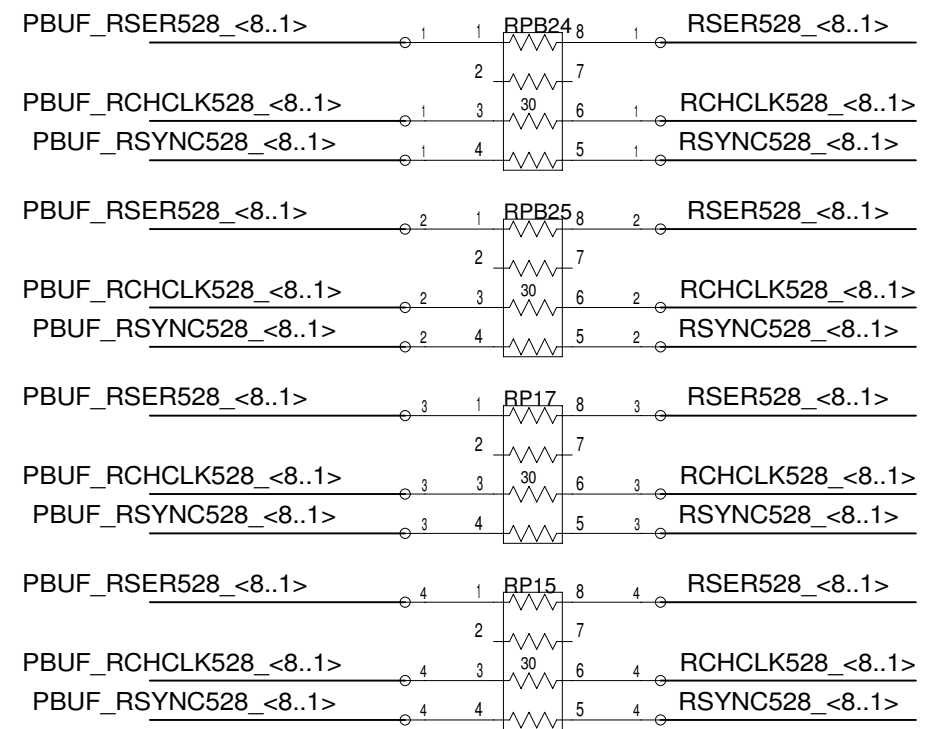 PBUF_RSER528_<8..1> 1 1 RPB24 8 1 RSER528_<8..1>
2 7
PBUF_RCHCLK528_<8..1> 1 3 30 6 1 RCHCLK528_<8..1>
PBUF_RSYNC528_<8..1> 1 4 5 1 RSYNC528_<8..1>
PBUF_RSER528_<8..1> 2 1 RPB25 8 2 RSER528_<8..1>
2 7
PBUF_RCHCLK528_<8..1> 2 3 30 6 2 RCHCLK528_<8..1>
PBUF_RSYNC528_<8..1> 2 4 5 2 RSYNC528_<8..1>
PBUF_RSER528_<8..1> 3 1 RP17 8 3 RSER528_<8..1>
2 7
PBUF_RCHCLK528_<8..1> 3 3 30 6 3 RCHCLK528_<8..1>
PBUF_RSYNC528_<8..1> 3 4 5 3 RSYNC528_<8..1>
PBUF_RSER528_<8..1> 4 1 RP15 8 4 RSER528_<8..1>
2 7
PBUF_RCHCLK528_<8..1> 4 3 30 6 4 RCHCLK528_<8..1>
PBUF_RSYNC528_<8..1> 4 4 5 4 RSYNC528_<8..1>